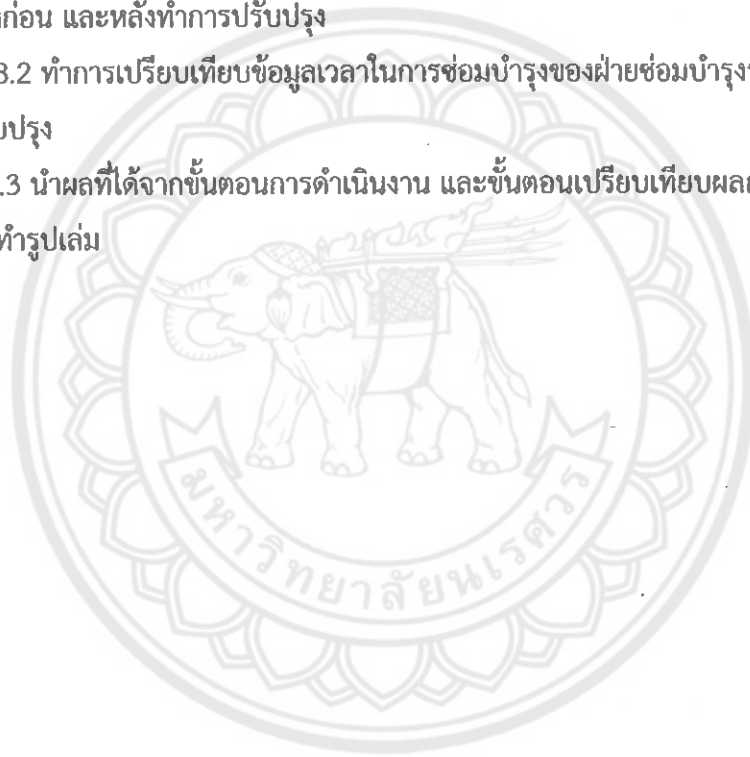 ก่อน และหลังทำการปรับปรุง
3.2 ทำการเปรียบเทียบข้อมูลเวลาในการซ่อมบำรุงของฝ่ายซ่อมบำรุง
ปรุง
.3 นำผลที่ได้จากขั้นตอนการดำเนินงาน และขั้นตอนเปรียบเทียบผล
ทำรูปเล่ม
มหาวิทยาลัยนเรศวร